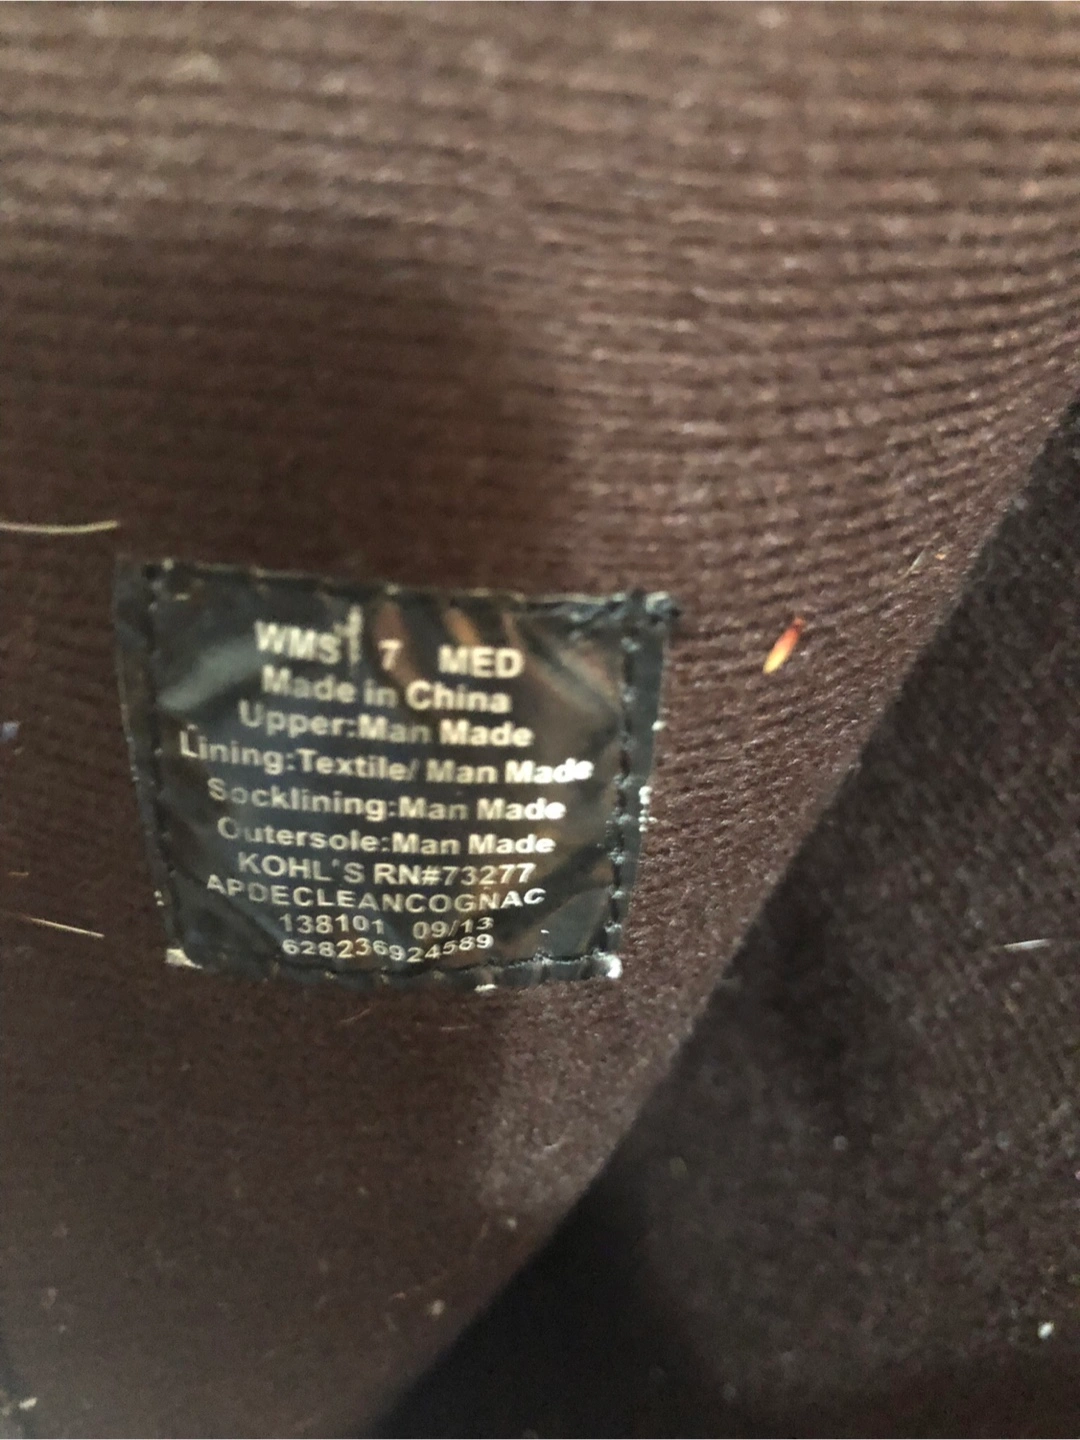 WMS 7 MED
Made in China
Upper:Man Made
Lining:Textile/ Man Made
Socklining:Man Made
Outersole:Man Made
KOHL'S RN#73277
APDECLEANCOGNAC
138101 09/13
628236924589